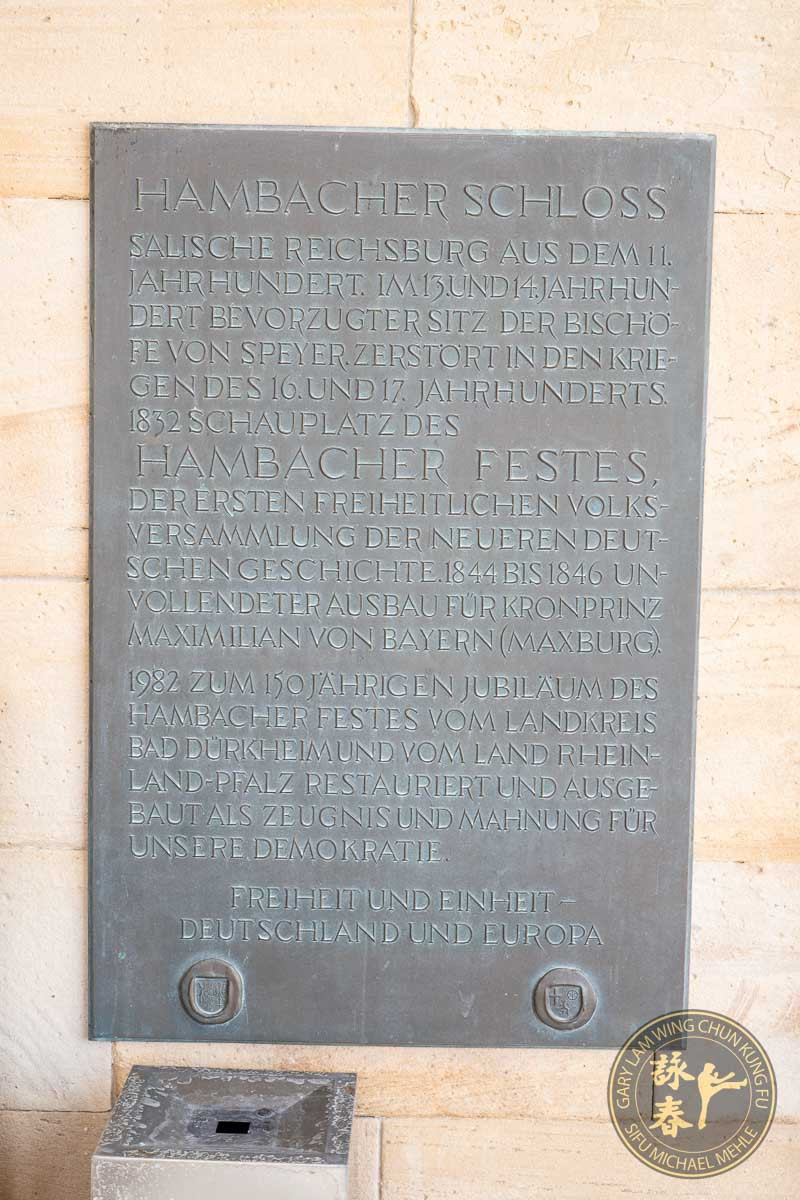 HAMBACHER SCHLOSS
SALISCHE REICHSBURG AUS DEM 11.
JAHRHUNDERT. IM 13. UND 14. JAHRHUN-
DERT BEVORZUGTER SITZ DER BISCHÖ-
FE VON SPEYER. ZERSTÖRT IN DEN KRIE-
GEN DES 16. UND 17. JAHRHUNDERTS.
1832 SCHAUPLATZ DES
HAMBACHER FESTES,
DER ERSTEN FREIHEITLICHEN VOLKS-
VERSAMMLUNG DER NEUEREN DEUT-
SCHEN GESCHICHTE. 1844 BIS 1846 UN-
VOLLENDETER AUSBAU FÜR KRONPRINZ
MAXIMILIAN VON BAYERN (MAXBURG).
1982 ZUM 150 JÄHRIGEN JUBILÄUM DES
HAMBACHER FESTES VOM LANDKREIS
BAD DÜRKHEIM UND VOM LAND RHEIN-
LAND-PFALZ RESTAURIERT UND AUSGE-
BAUT ALS ZEUGNIS UND MAHNUNG FÜR
UNSERE DEMOKRATIE.
FREIHEIT UND EINHEIT –
DEUTSCHLAND UND EUROPA
GARY LAM WING CHUN KUNG FU
詠春
SIFU MICHAEL MEHLE